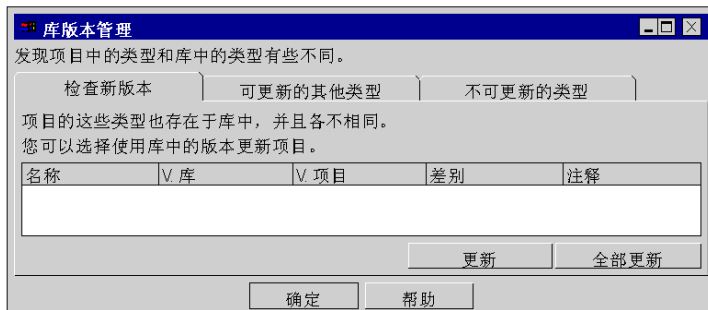 库版本管理
发现项目中的类型和库中的类型有些不同。
检查新版本 可更新的其他类型 不可更新的类型
项目的这些类型也存在于库中，并且各不相同。
您可以选择使用库中的版本更新项目。
名称 V. 库 V. 项目 差别 注释
更新 全部更新
确定 帮助